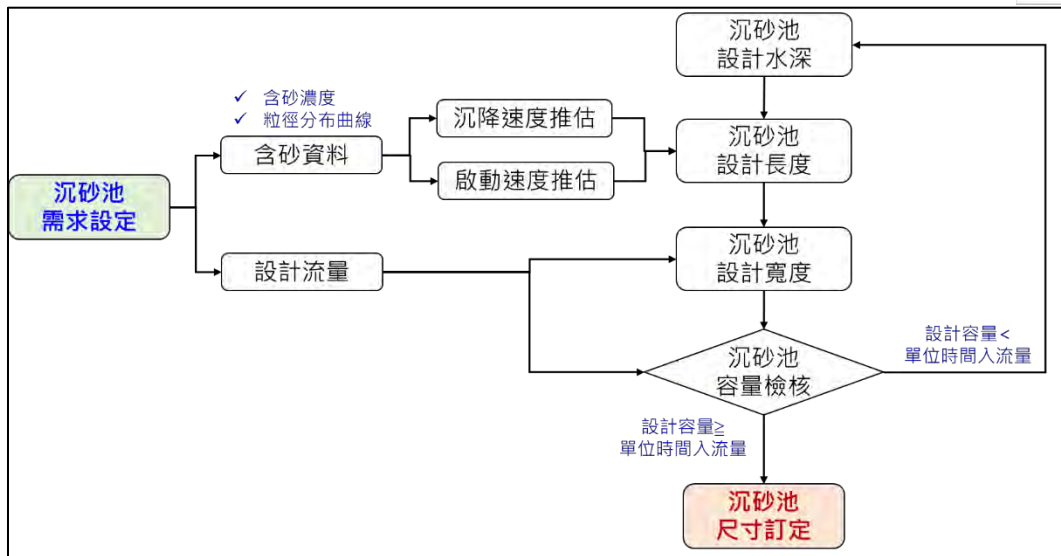 沉砂池
需求設定
✓ 含砂濃度
✓ 粒徑分布曲線
含砂資料
設計流量
沉降速度推估
啟動速度推估
沉砂池
設計水深
沉砂池
設計長度
沉砂池
設計寬度
沉砂池
容量檢核
設計容量<
單位時間入流量
設計容量≧
單位時間入流量
沉砂池
尺寸訂定